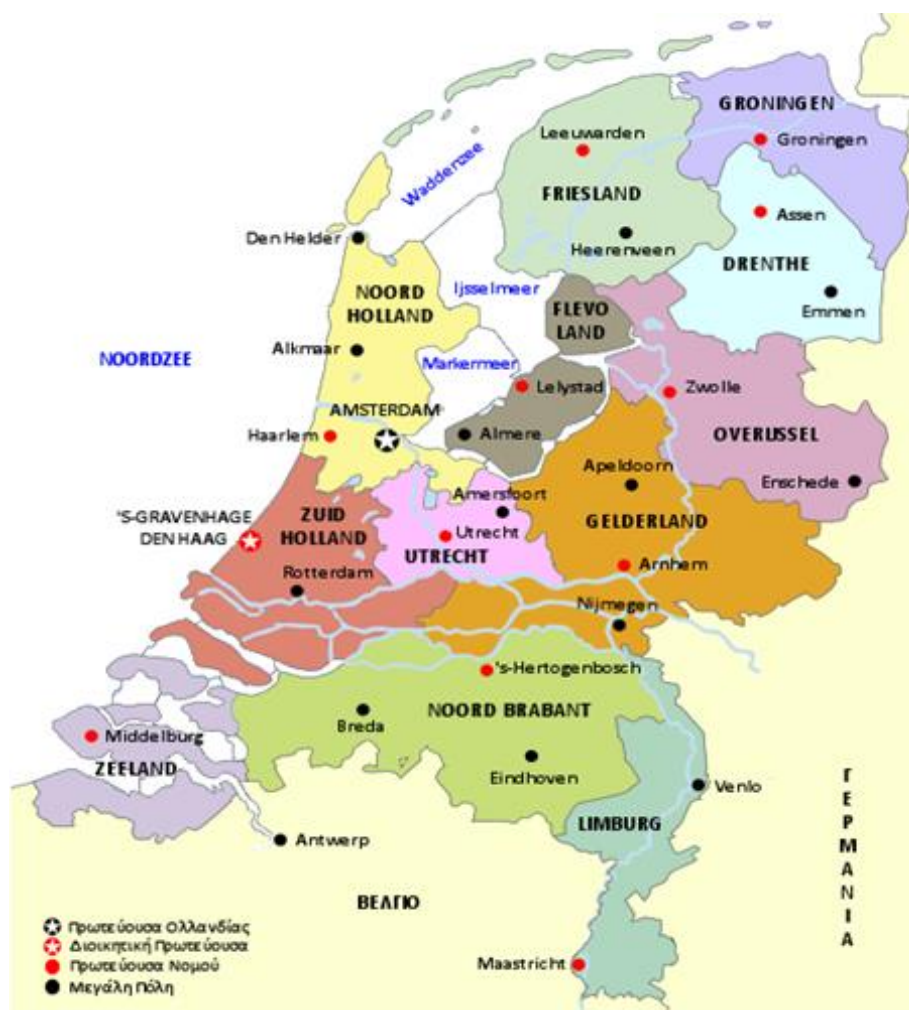 GRONINGEN
Leeuwarden
Groningen
Waddenzee
FRIESLAND
Assen
Den Helder
Heerenveen
DRENTHE
NOORD
HOLLAND
Ijsselmeer
FLEVO
LAND
Emmen
NOORDZEE
Alkmaar
Markermeer
Lelystad
Zwolle
AMSTERDAM
Haarlem
Almere
OVERIJSSEL
Apeldoorn
Enschede
'S-GRAVENHAGE
DEN HAAG
ZUID
HOLLAND
Amersfoort
Utrecht
UTRECHT
GELDERLAND
Rotterdam
Arnhem
Nijmegen
's-Hertogenbosch
Breda
NOORD BRABANT
Middelburg
ZEELAND
Eindhoven
Venlo
LIMBURG
Antwerp
ΓΕΡΜΑΝΙΑ
ΒΕΛΓΙΟ
Maastricht
Πρωτεύουσα Ολλανδίας
Διοικητική Πρωτεύουσα
Πρωτεύουσα Νομού
Μεγάλη Πόλη